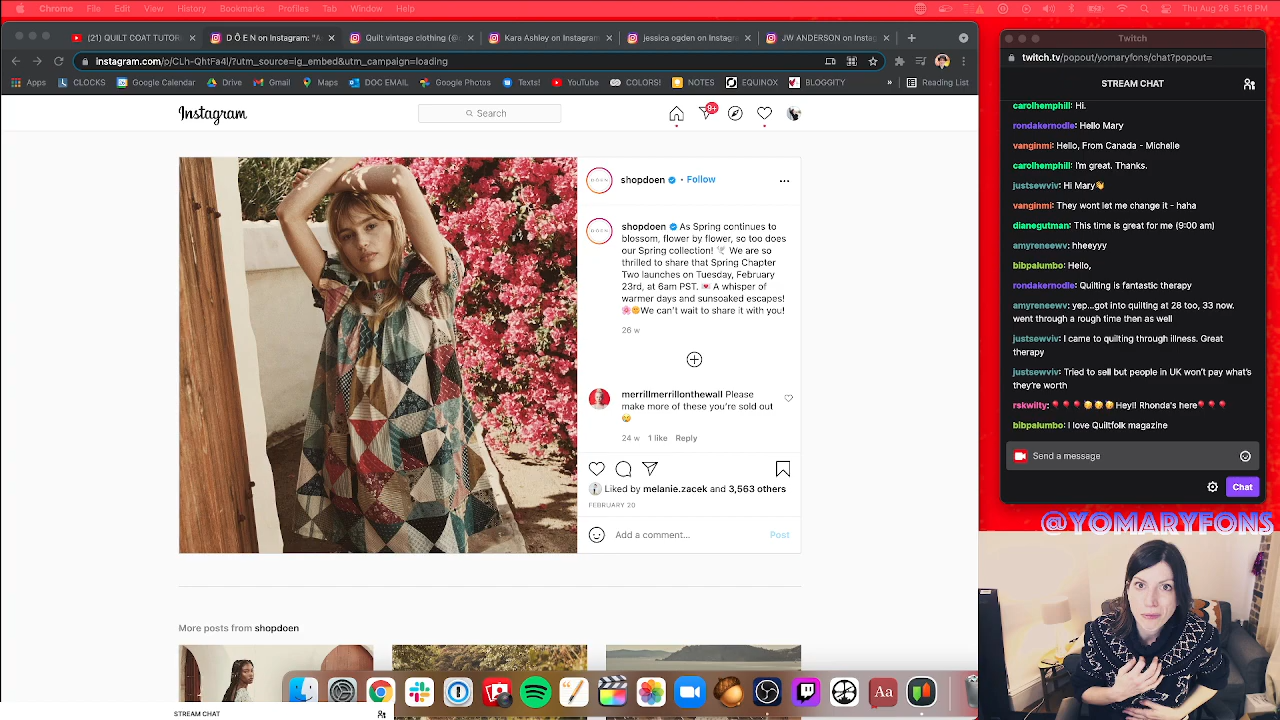 Chrome File Edit View History Bookmarks Profiles Tab Window Help
Thu Aug 26 5:16 PM
(21) QUILT COAT TUTORI
D Ô E N on Instagram: "A
Quilt vintage clothing (@
Kara Ashley on Instagram
jessica ogden on Instagra
JW ANDERSON on Instag
instagram.com/p/CLh-QhtFa4l/?utm_source=ig_embed&utm_campaign=loading
Apps CLOCKS Google Calendar Drive Gmail Maps DOC EMAIL Google Photos Texts! YouTube COLORS! NOTES EQUINOX BLOGGITY » Reading List
Instagram
Search
9+
shopdoen • Follow
shopdoen As Spring continues to
blossom, flower by flower, so too does
our Spring collection! 🕊 We are so
thrilled to share that Spring Chapter
Two launches on Tuesday, February
23rd, at 6am PST. 💌 A whisper of
warmer days and sunsoaked escapes!
🌸🌞We can't wait to share it with you!
26 w
merrillmerrillonthewall Please
make more of these you're sold out
😢
24 w 1 like Reply
Liked by melanie.zacek and 3,563 others
FEBRUARY 20
Add a comment... Post
More posts from shopdoen
STREAM CHAT
Twitch
twitch.tv/popout/yomaryfons/chat?popout=
STREAM CHAT
carolhemphill: Hi.
rondakernodle: Hello Mary
vanginmi: Hello, From Canada - Michelle
carolhemphill: I'm great. Thanks.
justsewviv: Hi Mary👋
vanginmi: They wont let me change it - haha
dianegutman: This time is great for me (9:00 am)
amyreneewv: hheeyyy
bibpalumbo: Hello,
rondakernodle: Quilting is fantastic therapy
amyreneewv: yep...got into quilting at 28 too, 33 now.
went through a rough time then as well
justsewviv: I came to quilting through illness. Great
therapy
justsewviv: Tried to sell but people in UK won't pay what's
they're worth
rskwilty: 🎈🎈🎈🥳🥳🥳Hey!! Rhonda's here🎈🎈🎈
bibpalumbo: I love Quiltfolk magazine
Send a message
Chat
@YOMARYFONS